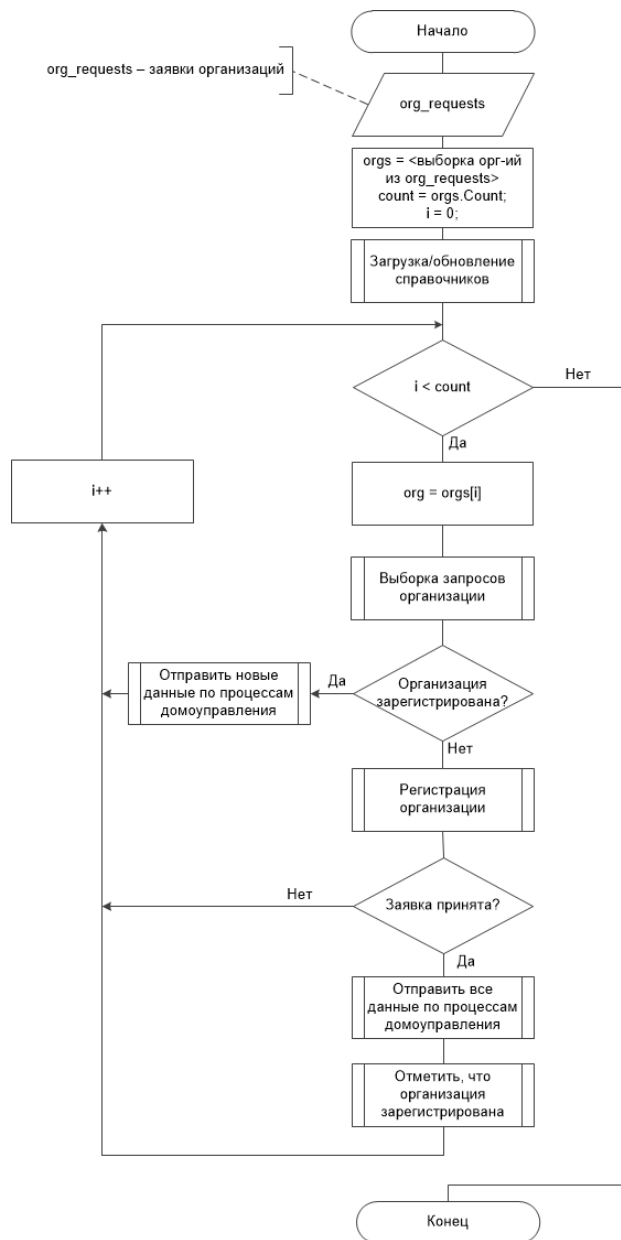 Начало
org_requests – заявки организаций
org_requests
orgs = <выборка орг-ий
из org_requests>
count = orgs.Count;
i = 0;
Загрузка/обновление
справочников
i < count
Нет
Да
i++
org = orgs[i]
Выборка запросов
организации
Отправить новые
данные по процессам
домоуправления
Да
Организация
зарегистрирована?
Нет
Регистрация
организации
Нет
Заявка принята?
Да
Отправить все
данные по процессам
домоуправления
Отметить, что
организация
зарегистрирована
Конец